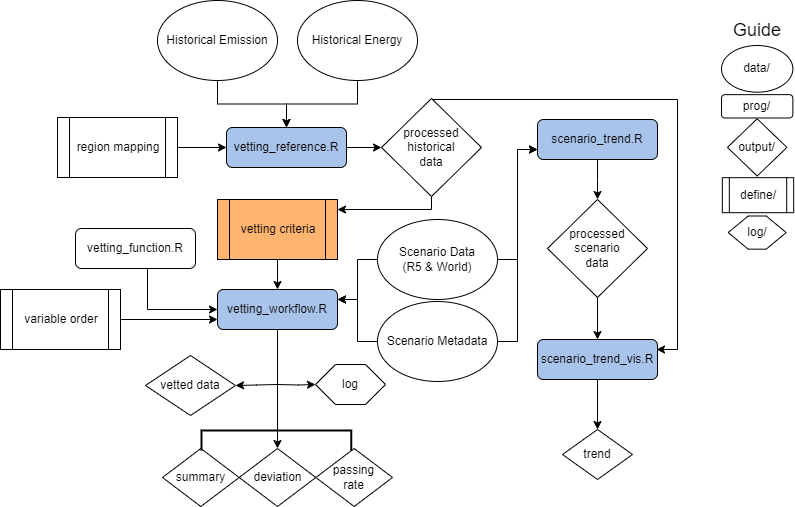 Historical Emission
Historical Energy
Guide
data/
prog/
output/
define/
log/
region mapping
vetting_reference.R
processed
historical
data
scenario_trend.R
vetting criteria
vetting_function.R
Scenario Data
(R5 & World)
processed
scenario
data
variable order
vetting_workflow.R
Scenario Metadata
scenario_trend_vis.R
vetted data
log
summary
deviation
passing
rate
trend